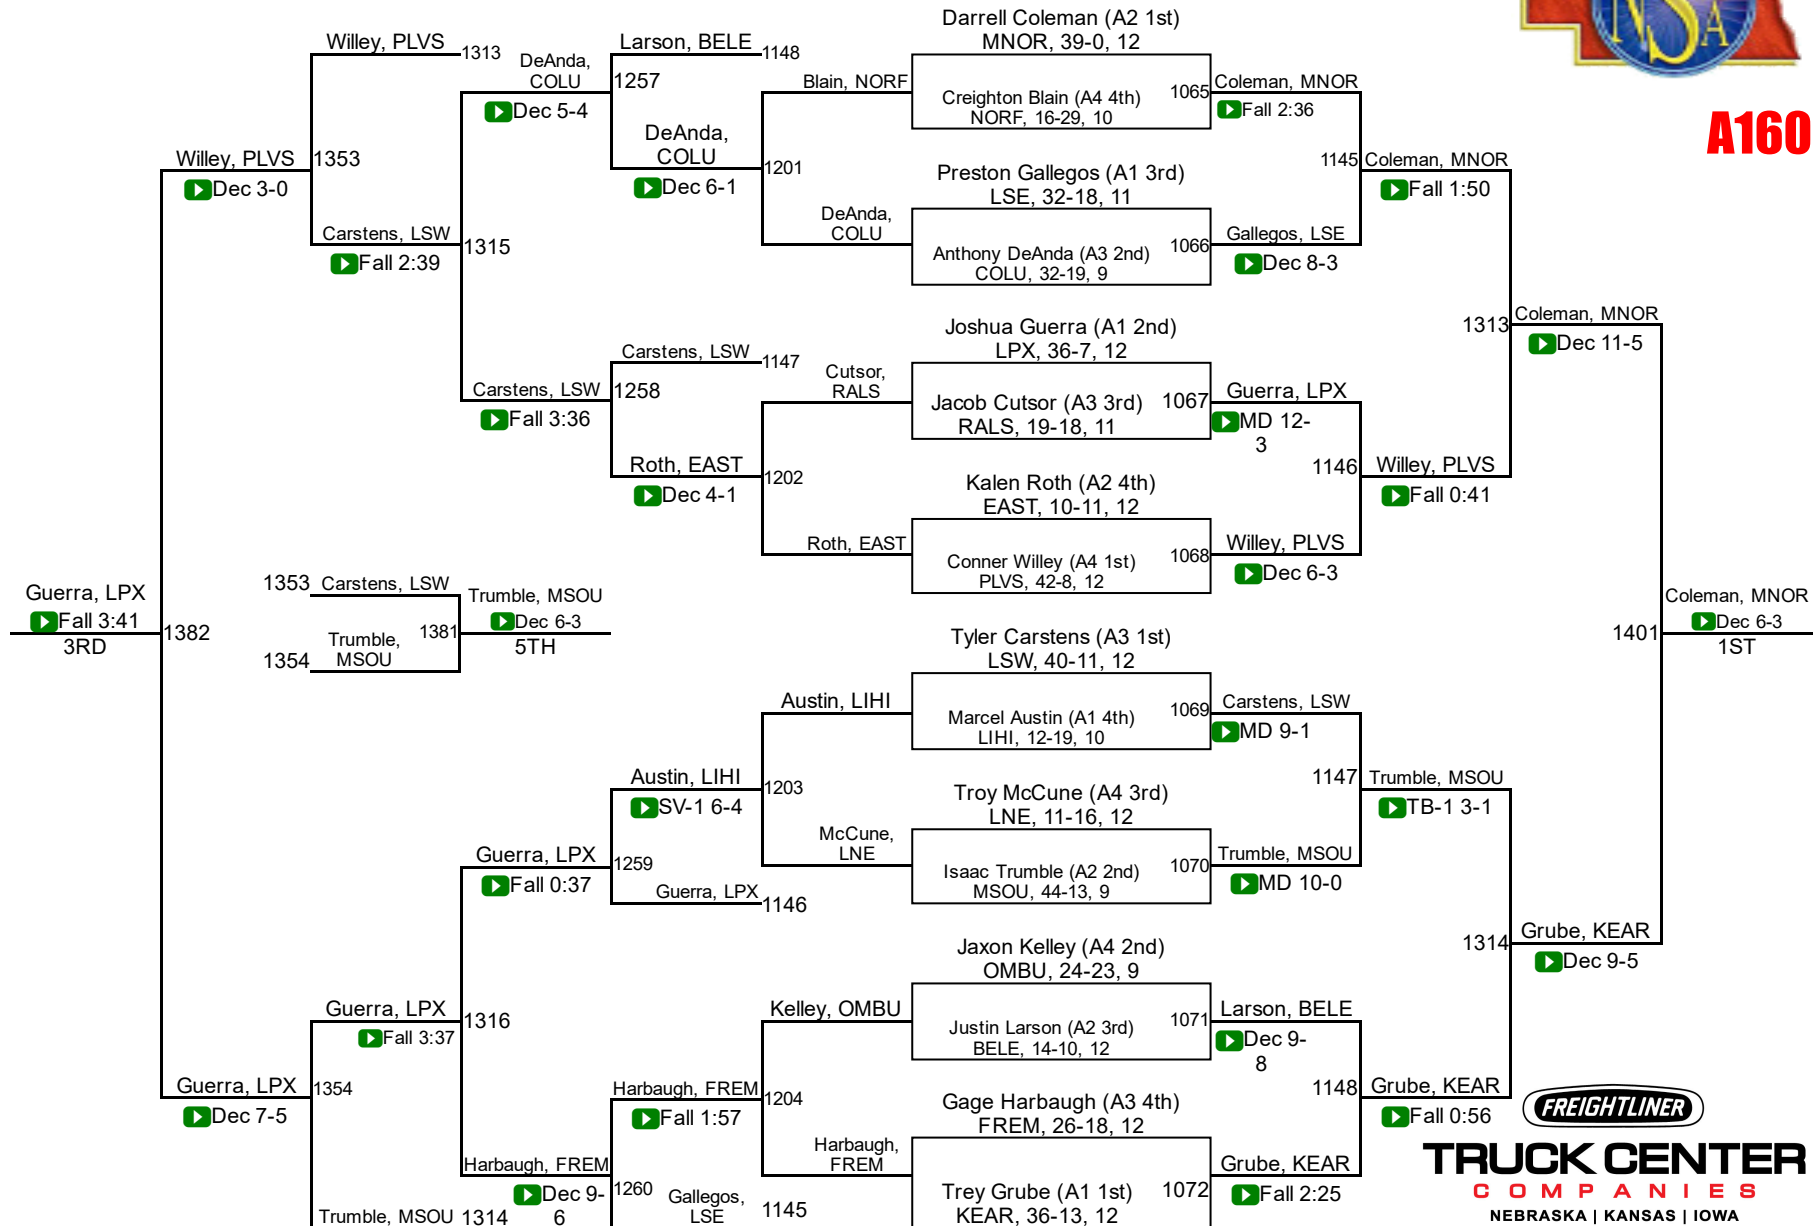 NSA
A160
Darrell Coleman (A2 1st)
MNOR, 39-0, 12
Creighton Blain (A4 4th)
NORF, 16-29, 10
1065
Preston Gallegos (A1 3rd)
LSE, 32-18, 11
Anthony DeAnda (A3 2nd)
COLU, 32-19, 9
1066
Joshua Guerra (A1 2nd)
LPX, 36-7, 12
Jacob Cutsor (A3 3rd)
RALS, 19-18, 11
1067
Kalen Roth (A2 4th)
EAST, 10-11, 12
Conner Willey (A4 1st)
PLVS, 42-8, 12
1068
Tyler Carstens (A3 1st)
LSW, 40-11, 12
Marcel Austin (A1 4th)
LIHI, 12-19, 10
1069
Troy McCune (A4 3rd)
LNE, 11-16, 12
Isaac Trumble (A2 2nd)
MSOU, 44-13, 9
1070
Jaxon Kelley (A4 2nd)
OMBU, 24-23, 9
Justin Larson (A2 3rd)
BELE, 14-10, 12
1071
Gage Harbaugh (A3 4th)
FREM, 26-18, 12
Trey Grube (A1 1st)
KEAR, 36-13, 12
1072
Coleman, MNOR
Fall 2:36
Gallegos, LSE
Dec 8-3
Guerra, LPX
MD 12-
3
Willey, PLVS
Dec 6-3
Carstens, LSW
MD 9-1
Trumble, MSOU
MD 10-0
Larson, BELE
Dec 9-
8
Grube, KEAR
Fall 2:25
1145
Coleman, MNOR
Fall 1:50
1146
Willey, PLVS
Fall 0:41
1147
Trumble, MSOU
TB-1 3-1
1148
Grube, KEAR
Fall 0:56
1313
Coleman, MNOR
Dec 11-5
1314
Grube, KEAR
Dec 9-5
1401
Coleman, MNOR
Dec 6-3
1ST
Blain, NORF
1201
DeAnda,
COLU
Cutsor,
RALS
1202
Roth, EAST
Austin, LIHI
1203
McCune,
LNE
Kelley, OMBU
1204
Harbaugh,
FREM
Larson, BELE
1148
1257
DeAnda,
COLU
Dec 6-1
Carstens, LSW
1147
1258
Roth, EAST
Dec 4-1
Austin, LIHI
SV-1 6-4
1259
Guerra, LPX
1146
Harbaugh, FREM
Fall 1:57
1260
Gallegos,
LSE
1145
DeAnda,
COLU
Dec 5-4
1315
Carstens, LSW
Fall 3:36
Guerra, LPX
Fall 0:37
1316
Harbaugh, FREM
Dec 9-
6
Willey, PLVS
1313
1353
Carstens, LSW
Fall 2:39
Guerra, LPX
Fall 3:37
1354
Trumble, MSOU
1314
Willey, PLVS
Dec 3-0
1382
Guerra, LPX
Dec 7-5
Guerra, LPX
Fall 3:41
3RD
1353
Carstens, LSW
1354
Trumble,
MSOU
1381
Trumble, MSOU
Dec 6-3
5TH
FREIGHTLINER
TRUCK CENTER
COMPANIES
NEBRASKA | KANSAS | IOWA